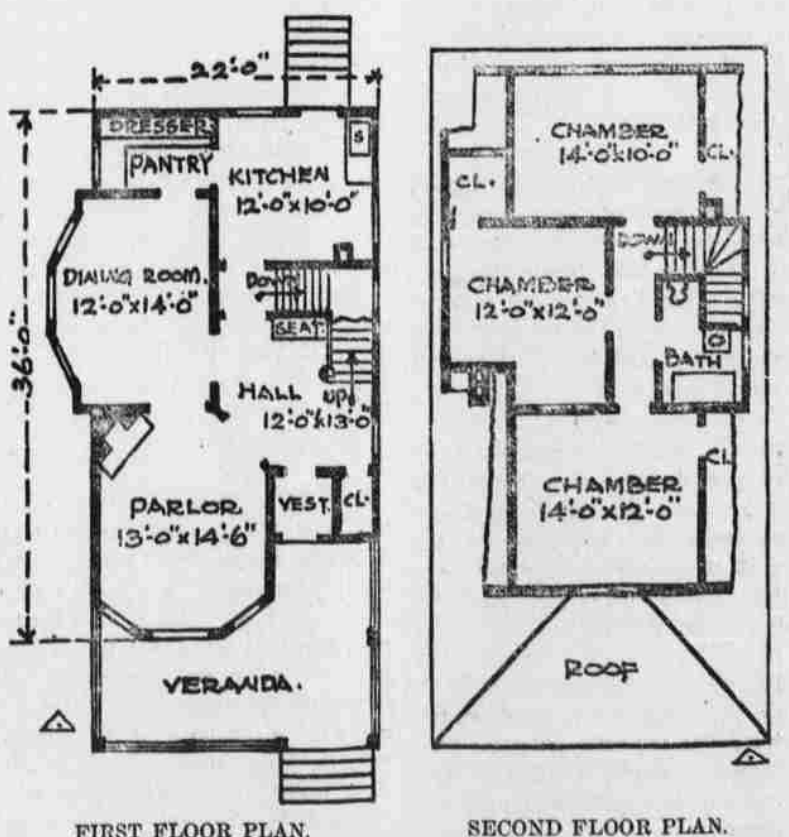 22'-0"
DRESSER
PANTRY
KITCHEN
12'-0"x10'-0"
S
DINING ROOM.
12'-0"x14'-0"
DOWN
SEAT.
36'-0"
HALL
UP
12'-0"x13'-0"
PARLOR
13'-0"x14'-6"
VEST.
CL.
VERANDA.
FIRST FLOOR PLAN.
CHAMBER
14'-0"x10'-0"
CL.
CL.
DOWN
CHAMBER
12'-0"x12'-0"
BATH
CHAMBER
14'-0"x12'-0"
CL
ROOF
SECOND FLOOR PLAN.